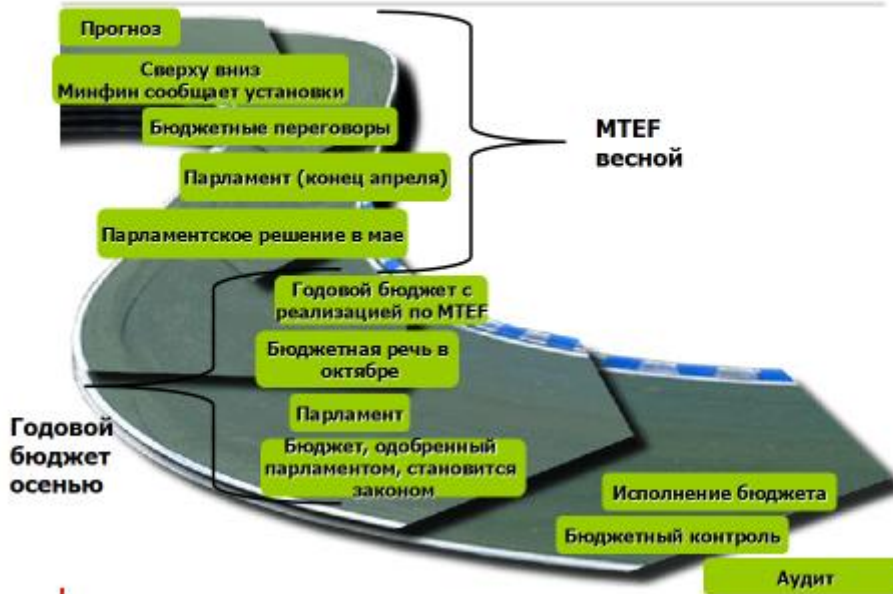 Прогноз
Сверху вниз
Минфин сообщает установки
Бюджетные переговоры
MTEF
весной
Парламент (конец апреля)
Парламентское решение в мае
Годовой бюджет с
реализацией по MTEF
Бюджетная речь в
октябре
Парламент
Годовой
бюджет
осенью
Бюджет, одобренный
парламентом, становится
законом
Исполнение бюджета
Бюджетный контроль
Аудит